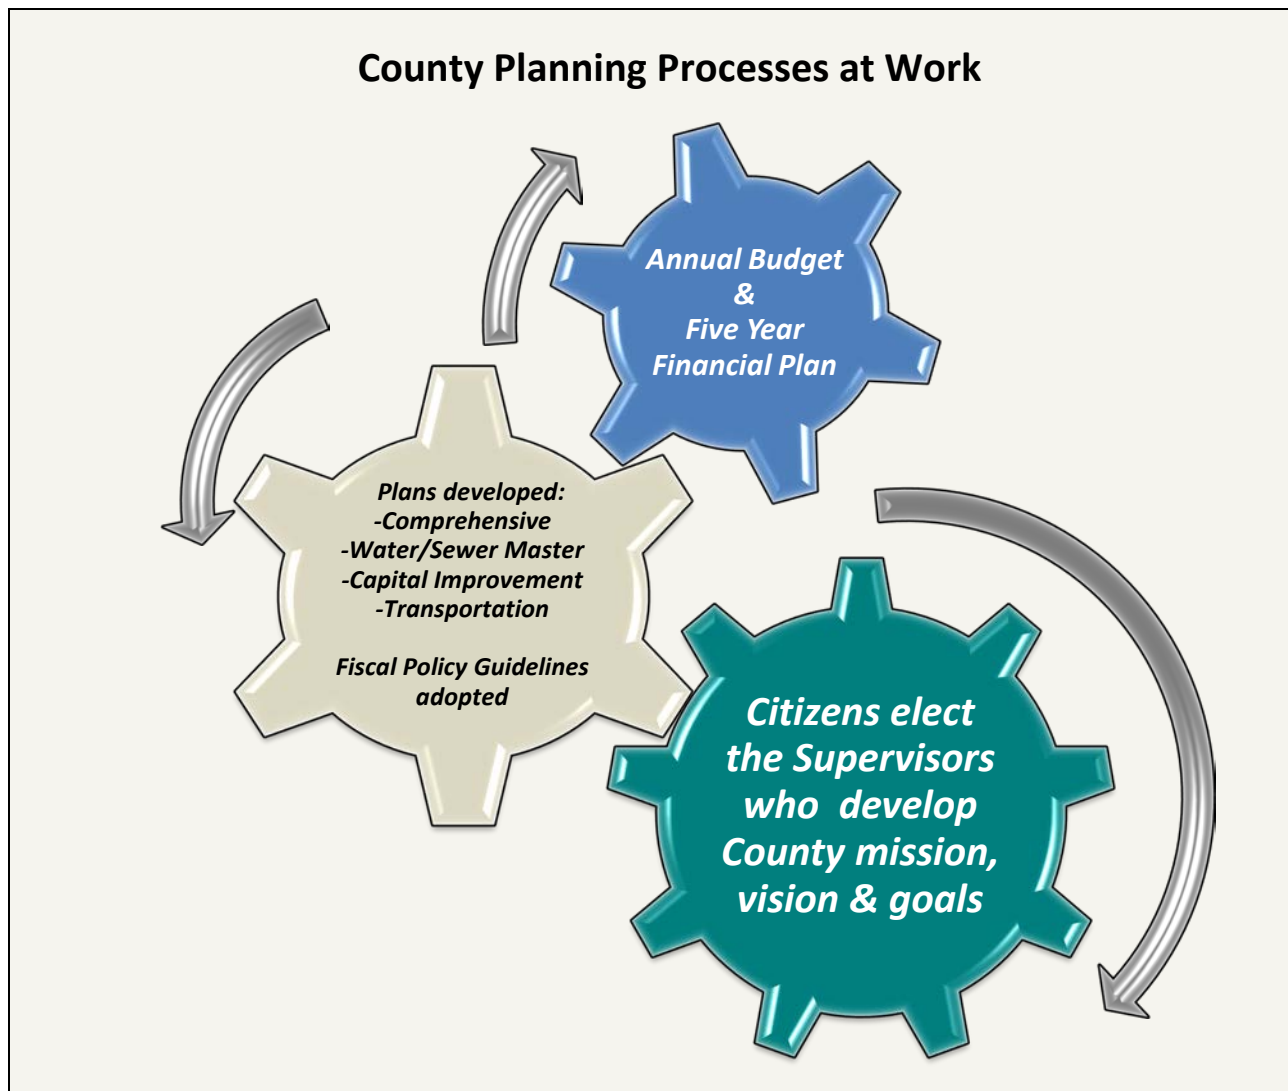 County Planning Processes at Work
Annual Budget
&
Five Year
Financial Plan
Plans developed:
-Comprehensive
-Water/Sewer Master
-Capital Improvement
-Transportation
Fiscal Policy Guidelines
adopted
Citizens elect
the Supervisors
who  develop
County mission,
vision & goals